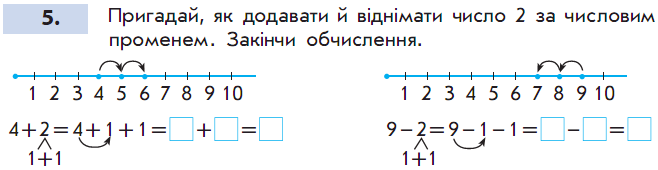 5. Пригадай, як додавати й віднімати число 2 за числовим
променем. Закінчи обчислення.
1 2 3 4 5 6 7 8 9 10
4+2=4+1+1=□+□=□
1+1
1 2 3 4 5 6 7 8 9 10
9−2=9−1−1=□−□=□
1+1